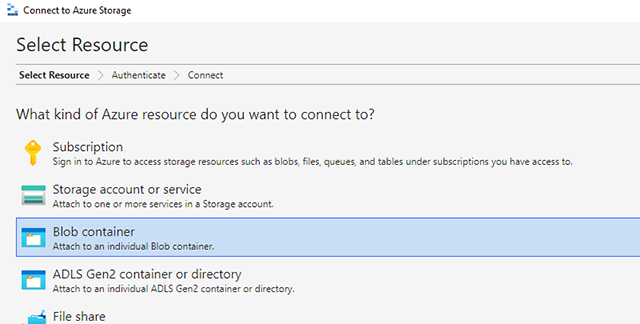 Connect to Azure Storage
Select Resource
Select Resource > Authenticate > Connect
What kind of Azure resource do you want to connect to?
Subscription
Sign in to Azure to access storage resources such as blobs, files, queues, and tables under subscriptions you have access to.
Storage account or service
Attach to one or more services in a Storage account.
Blob container
Attach to an individual Blob container.
ADLS Gen2 container or directory
Attach to an individual ADLS Gen2 container or directory.
File share